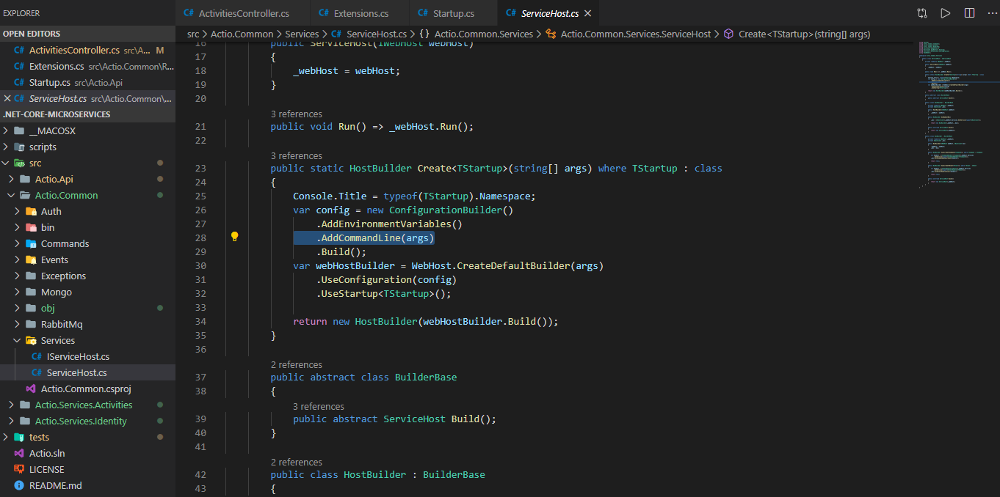 EXPLORER
OPEN EDITORS
C# ActivitiesController.cs src\A... M
C# Extensions.cs src\Actio.Common\R...
C# Startup.cs src\Actio.Api
C# ServiceHost.cs src\Actio.Common\...
.NET-CORE-MICROSERVICES
__MACOSX
scripts
src
Actio.Api
Actio.Common
Auth
bin
Commands
Events
Exceptions
Mongo
obj
RabbitMq
Services
C# IServiceHost.cs
C# ServiceHost.cs
Actio.Common.csproj
Actio.Services.Activities
Actio.Services.Identity
tests
Actio.sln
LICENSE
README.md
C# ActivitiesController.cs C# Extensions.cs C# Startup.cs C# ServiceHost.cs
src > Actio.Common > Services > C# ServiceHost.cs > {} Actio.Common.Services > Actio.Common.Services.ServiceHost > Create<TStartup>(string[] args)
16 public ServiceHost(IWebHost webHost)
17 {
18 _webHost = webHost;
19 }
20
3 references
21 public void Run() => _webHost.Run();
22
3 references
23 public static HostBuilder Create<TStartup>(string[] args) where TStartup : class
24 {
25 Console.Title = typeof(TStartup).Namespace;
26 var config = new ConfigurationBuilder()
27 .AddEnvironmentVariables()
28 .AddCommandLine(args)
29 .Build();
30 var webHostBuilder = WebHost.CreateDefaultBuilder(args)
31 .UseConfiguration(config)
32 .UseStartup<TStartup>();
33
34 return new HostBuilder(webHostBuilder.Build());
35 }
36
2 references
37 public abstract class BuilderBase
38 {
3 references
39 public abstract ServiceHost Build();
40 }
41
2 references
42 public class HostBuilder : BuilderBase
43 {